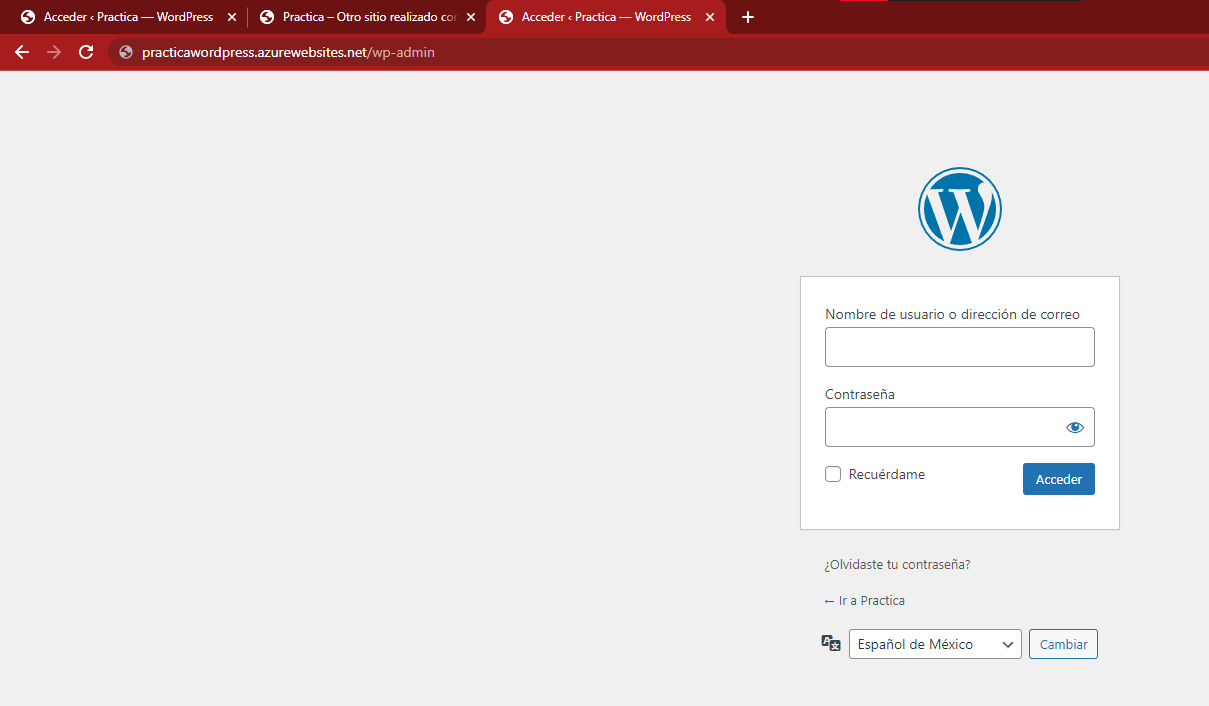 Acceder ‹ Practica — WordPress
Practica – Otro sitio realizado con
Acceder ‹ Practica — WordPress
practicawordpress.azurewebsites.net/wp-admin
Nombre de usuario o dirección de correo
Contraseña
Recuérdame
Acceder
¿Olvidaste tu contraseña?
← Ir a Practica
Español de México
Cambiar